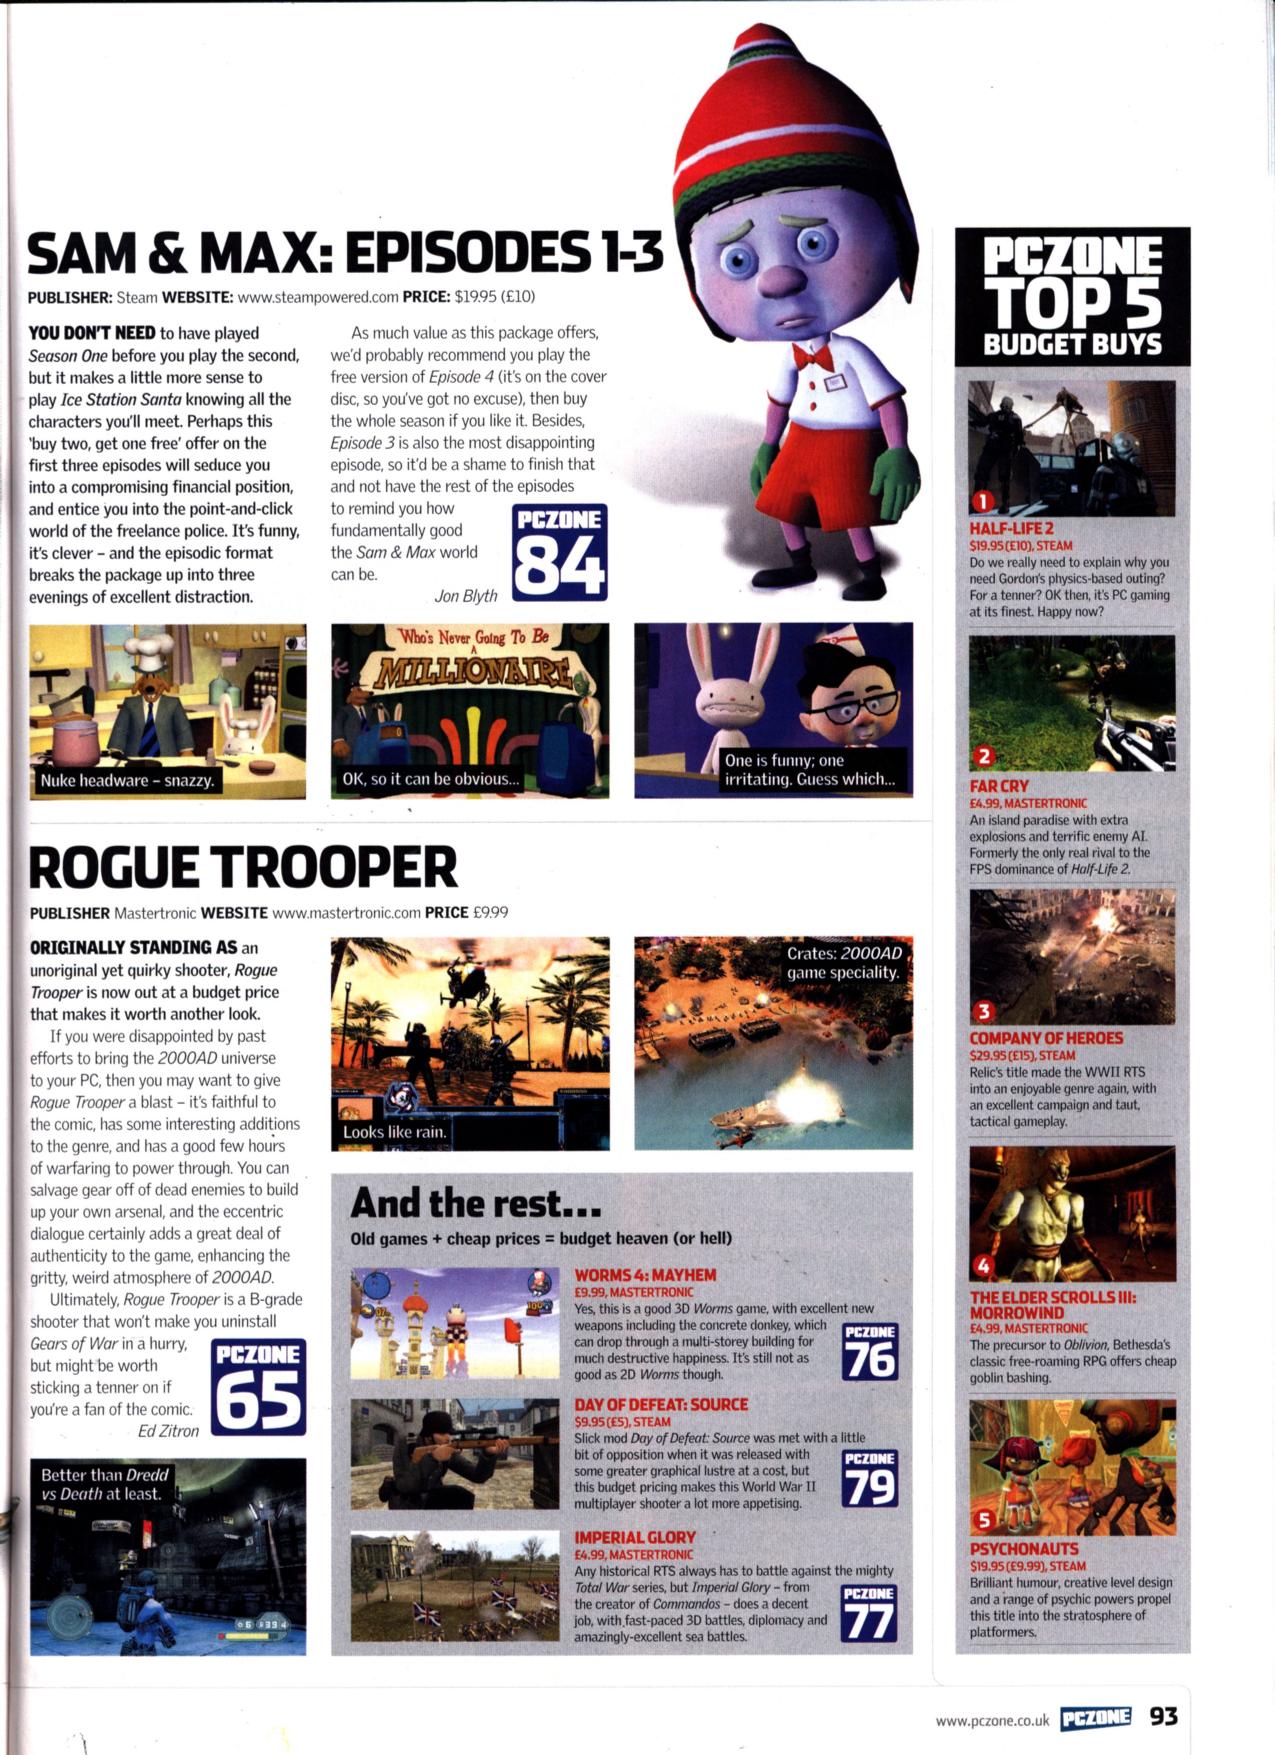 SAM & MAX: EPISODES 1-3
PUBLISHER: Steam WEBSITE: www.steampowered.com PRICE: $19.95 (£10)
YOU DON'T NEED to have played
Season One before you play the second,
but it makes a little more sense to
play Ice Station Santa knowing all the
characters you'll meet. Perhaps this
'buy two, get one free' offer on the
first three episodes will seduce you
into a compromising financial position,
and entice you into the point-and-click
world of the freelance police. It's funny,
it's clever – and the episodic format
breaks the package up into three
evenings of excellent distraction.
As much value as this package offers,
we'd probably recommend you play the
free version of Episode 4 (it's on the cover
disc, so you've got no excuse), then buy
the whole season if you like it. Besides,
Episode 3 is also the most disappointing
episode, so it'd be a shame to finish that
and not have the rest of the episodes
to remind you how
fundamentally good
the Sam & Max world
can be.
Jon Blyth
PCZONE
84
Nuke headware – snazzy.
Who's Never Going To Be
A
MILLIONAIRE
OK, so it can be obvious...
One is funny; one
irritating. Guess which...
ROGUE TROOPER
PUBLISHER Mastertronic WEBSITE www.mastertronic.com PRICE £9.99
ORIGINALLY STANDING AS an
unoriginal yet quirky shooter, Rogue
Trooper is now out at a budget price
that makes it worth another look.
If you were disappointed by past
efforts to bring the 2000AD universe
to your PC, then you may want to give
Rogue Trooper a blast – it's faithful to
the comic, has some interesting additions
to the genre, and has a good few hours
of warfaring to power through. You can
salvage gear off of dead enemies to build
up your own arsenal, and the eccentric
dialogue certainly adds a great deal of
authenticity to the game, enhancing the
gritty, weird atmosphere of 2000AD.
Ultimately, Rogue Trooper is a B-grade
shooter that won't make you uninstall
Gears of War in a hurry,
but might be worth
sticking a tenner on if
you're a fan of the comic.
Ed Zitron
PCZONE
65
Better than Dredd
vs Death at least.
Looks like rain.
Crates: 2000AD
game speciality.
And the rest...
Old games + cheap prices = budget heaven (or hell)
WORMS 4: MAYHEM
£9.99, MASTERTRONIC
Yes, this is a good 3D Worms game, with excellent new
weapons including the concrete donkey, which
can drop through a multi-storey building for
much destructive happiness. It's still not as
good as 2D Worms though.
PCZONE
76
DAY OF DEFEAT: SOURCE
$9.95 (£5), STEAM
Slick mod Day of Defeat: Source was met with a little
bit of opposition when it was released with
some greater graphical lustre at a cost, but
this budget pricing makes this World War II
multiplayer shooter a lot more appetising.
PCZONE
79
IMPERIAL GLORY
£4.99, MASTERTRONIC
Any historical RTS always has to battle against the mighty
Total War series, but Imperial Glory – from
the creator of Commandos – does a decent
job, with fast-paced 3D battles, diplomacy and
amazingly-excellent sea battles.
PCZONE
77
PCZONE
TOP 5
BUDGET BUYS
1
HALF-LIFE 2
$19.95 (£10), STEAM
Do we really need to explain why you
need Gordon's physics-based outing?
For a tenner? OK then, it's PC gaming
at its finest. Happy now?
2
FAR CRY
£4.99, MASTERTRONIC
An island paradise with extra
explosions and terrific enemy AI.
Formerly the only real rival to the
FPS dominance of Half-Life 2.
3
COMPANY OF HEROES
$29.95 (£15), STEAM
Relic's title made the WWII RTS
into an enjoyable genre again, with
an excellent campaign and taut,
tactical gameplay.
4
THE ELDER SCROLLS III:
MORROWIND
£4.99, MASTERTRONIC
The precursor to Oblivion, Bethesda's
classic free-roaming RPG offers cheap
goblin bashing.
5
PSYCHONAUTS
$19.95 (£9.99), STEAM
Brilliant humour, creative level design
and a range of psychic powers propel
this title into the stratosphere of
platformers.
www.pczone.co.uk PCZONE 93